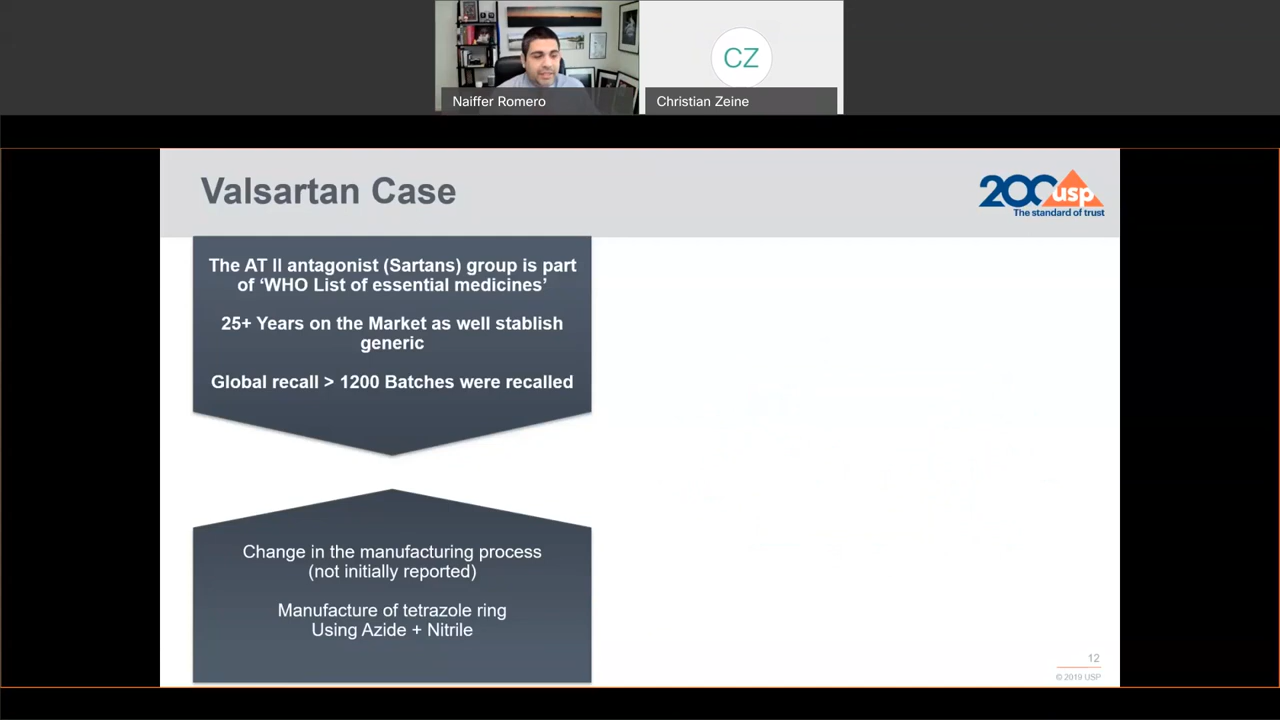 Naiffer Romero
CZ
Christian Zeine
Valsartan Case
200 usp
The standard of trust
The AT II antagonist (Sartans) group is part
of ‘WHO List of essential medicines’
25+ Years on the Market as well stablish
generic
Global recall > 1200 Batches were recalled
Change in the manufacturing process
(not initially reported)
Manufacture of tetrazole ring
Using Azide + Nitrile
12
© 2019 USP